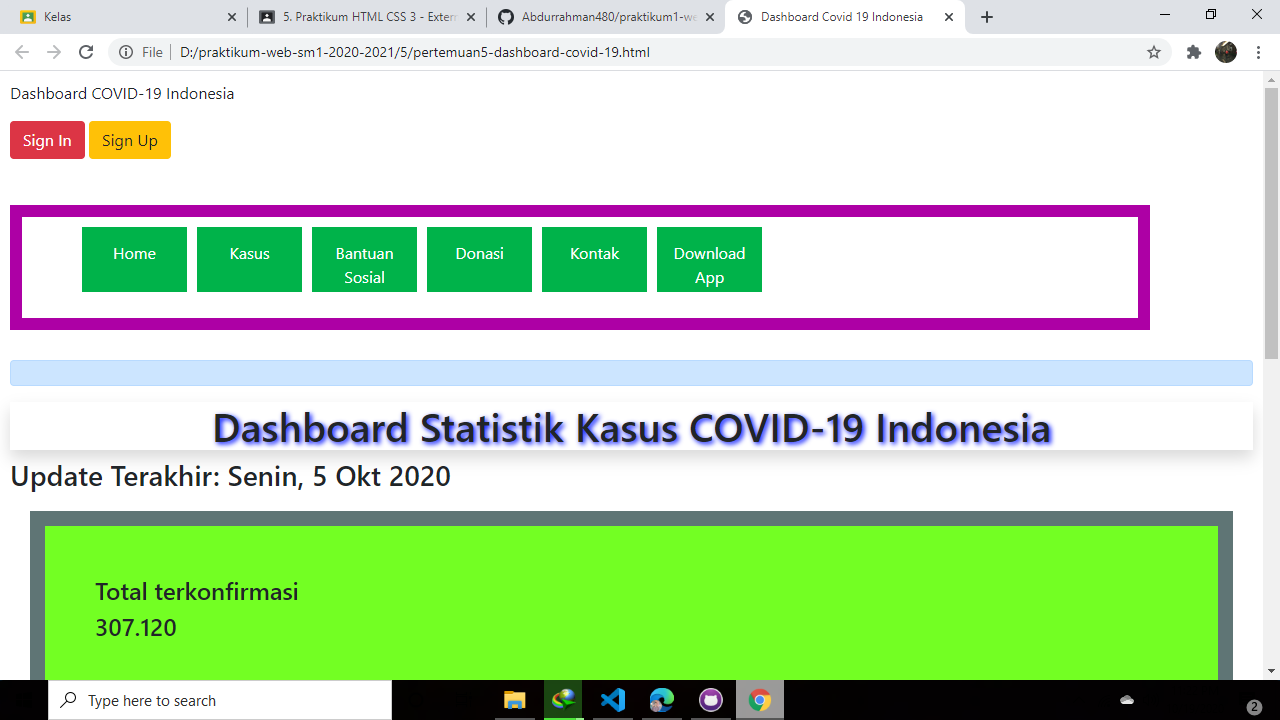 Kelas
5. Praktikum HTML CSS 3 - Extern
Abdurrahman480/praktikum1-we
Dashboard Covid 19 Indonesia
File
D:/praktikum-web-sm1-2020-2021/5/pertemuan5-dashboard-covid-19.html
Dashboard COVID-19 Indonesia
Sign In
Sign Up
Home
Kasus
Bantuan
Sosial
Donasi
Kontak
Download
App
Dashboard Statistik Kasus COVID-19 Indonesia
Update Terakhir: Senin, 5 Okt 2020
Total terkonfirmasi
307.120
Type here to search
2